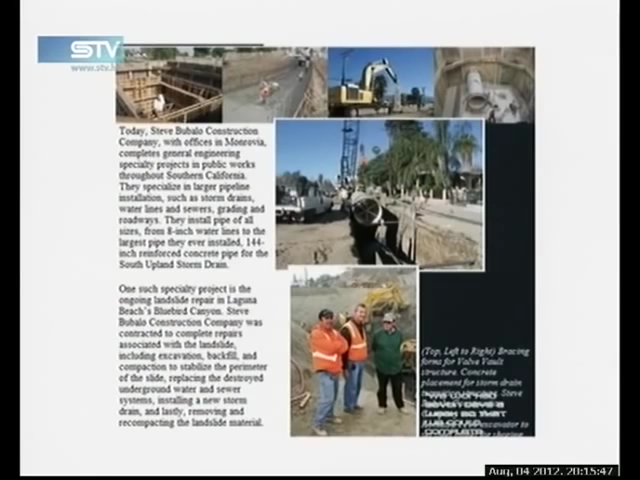 STV
www.stv.
Today, Steve Bubalo Construction
Company, with offices in Monrovia,
completes general engineering
specialty projects in public works
throughout Southern California.
They specialize in larger pipeline
installation, such as storm drains,
water lines and sewers, grading and
roadways. They install pipe of all
sizes, from 8-inch water lines to the
largest pipe they ever installed, 144-
inch reinforced concrete pipe for the
South Upland Storm Drain.
One such specialty project is the
ongoing landslide repair in Laguna
Beach's Bluebird Canyon. Steve
Bubalo Construction Company was
contracted to complete repairs
associated with the landslide,
including excavation, backfill, and
compaction to stabilize the perimeter
of the slide, replacing the destroyed
underground water and sewer
systems, installing a new storm
drain, and lastly, removing and
recompacting the landslide material.
(Top, Left to Right) Bracing
forms for Valve Vault
structure. Concrete
placement for storm drain
Steve
excavator to
Aug, 04 2012, 20:15:47